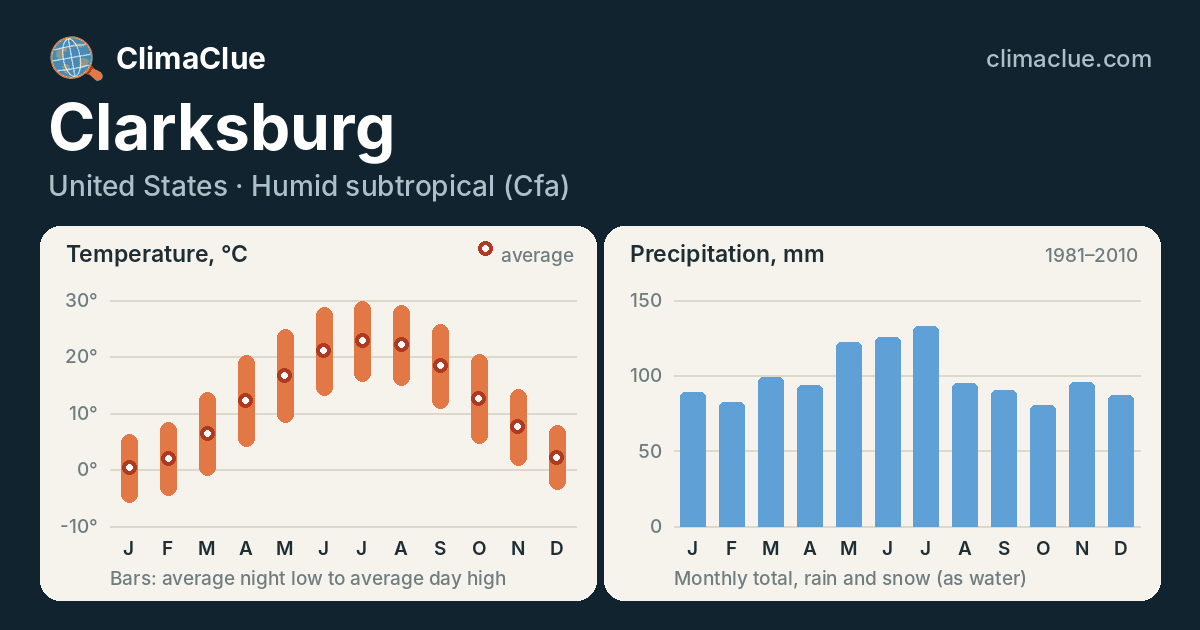 ClimaClue
climaclue.com
Clarksburg
United States · Humid subtropical (Cfa)
Temperature, °C
average
30°
20°
10°
0°
-10°
J F M A M J J A S O N D
Bars: average night low to average day high
Precipitation, mm
1981–2010
150
100
50
0
J F M A M J J A S O N D
Monthly total, rain and snow (as water)